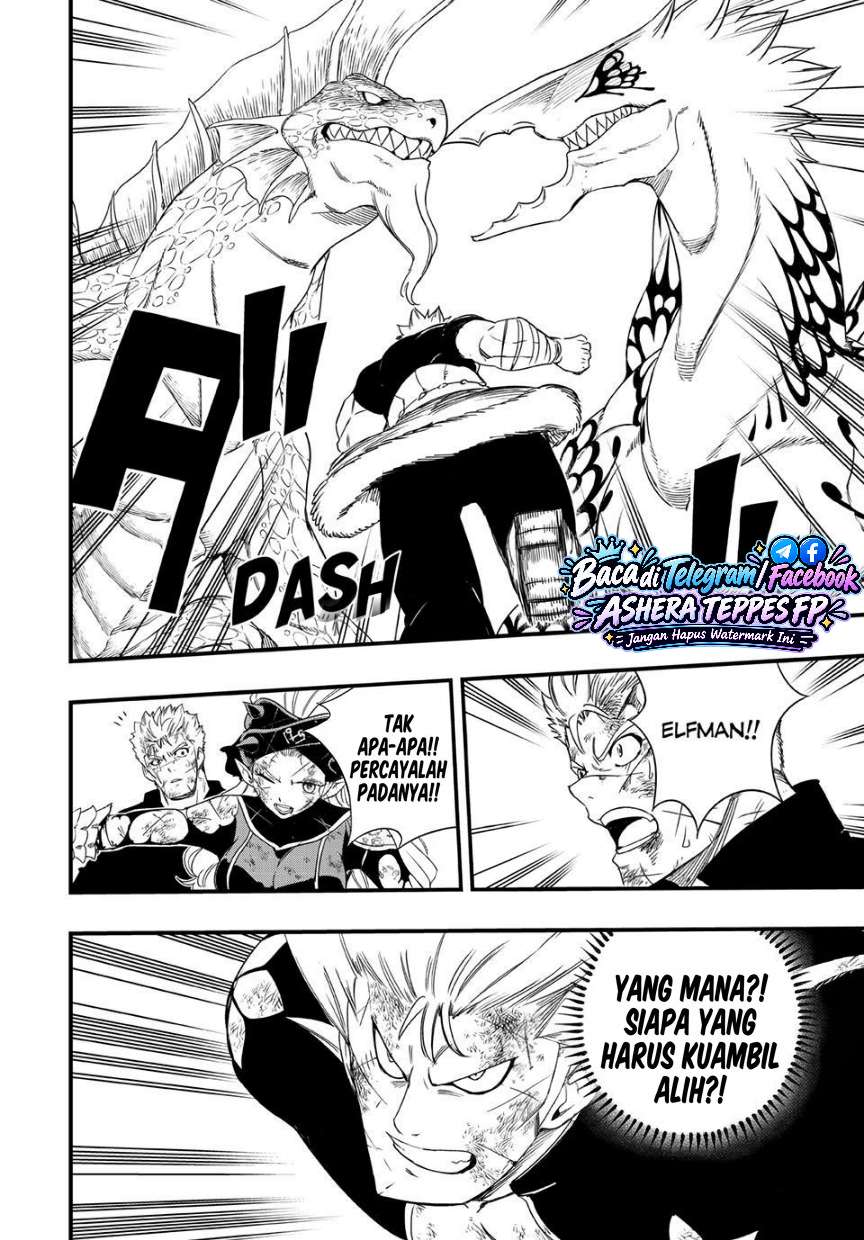 DASH
Baca di Telegram/Facebook
ASHERA TEPPES FP
Jangan Hapus Watermark Ini
ELFMAN!!
TAK
APA-APA!!
PERCAYALAH
PADANYA!!
YANG MANA?!
SIAPA YANG
HARUS KUAMBIL
ALIH?!